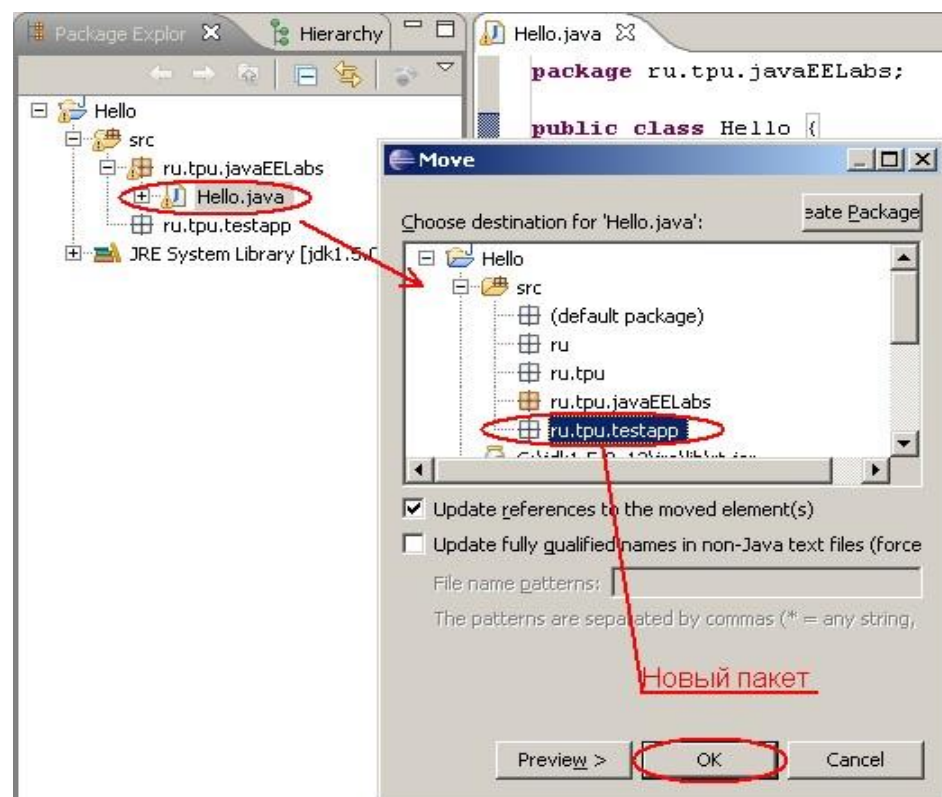 Package Explor
Hierarchy
Hello
src
ru.tpu.javaEELabs
Hello.java
ru.tpu.testapp
JRE System Library [jdk1.5.0
Hello.java
package ru.tpu.javaEELabs;
public class Hello {
Move
Choose destination for 'Hello.java':
eate Package
Hello
src
(default package)
ru
ru.tpu
ru.tpu.javaEELabs
ru.tpu.testapp
Update references to the moved element(s)
Update fully qualified names in non-Java text files (force
File name patterns:
The patterns are separated by commas (* = any string,
Новый пакет
Preview >
OK
Cancel